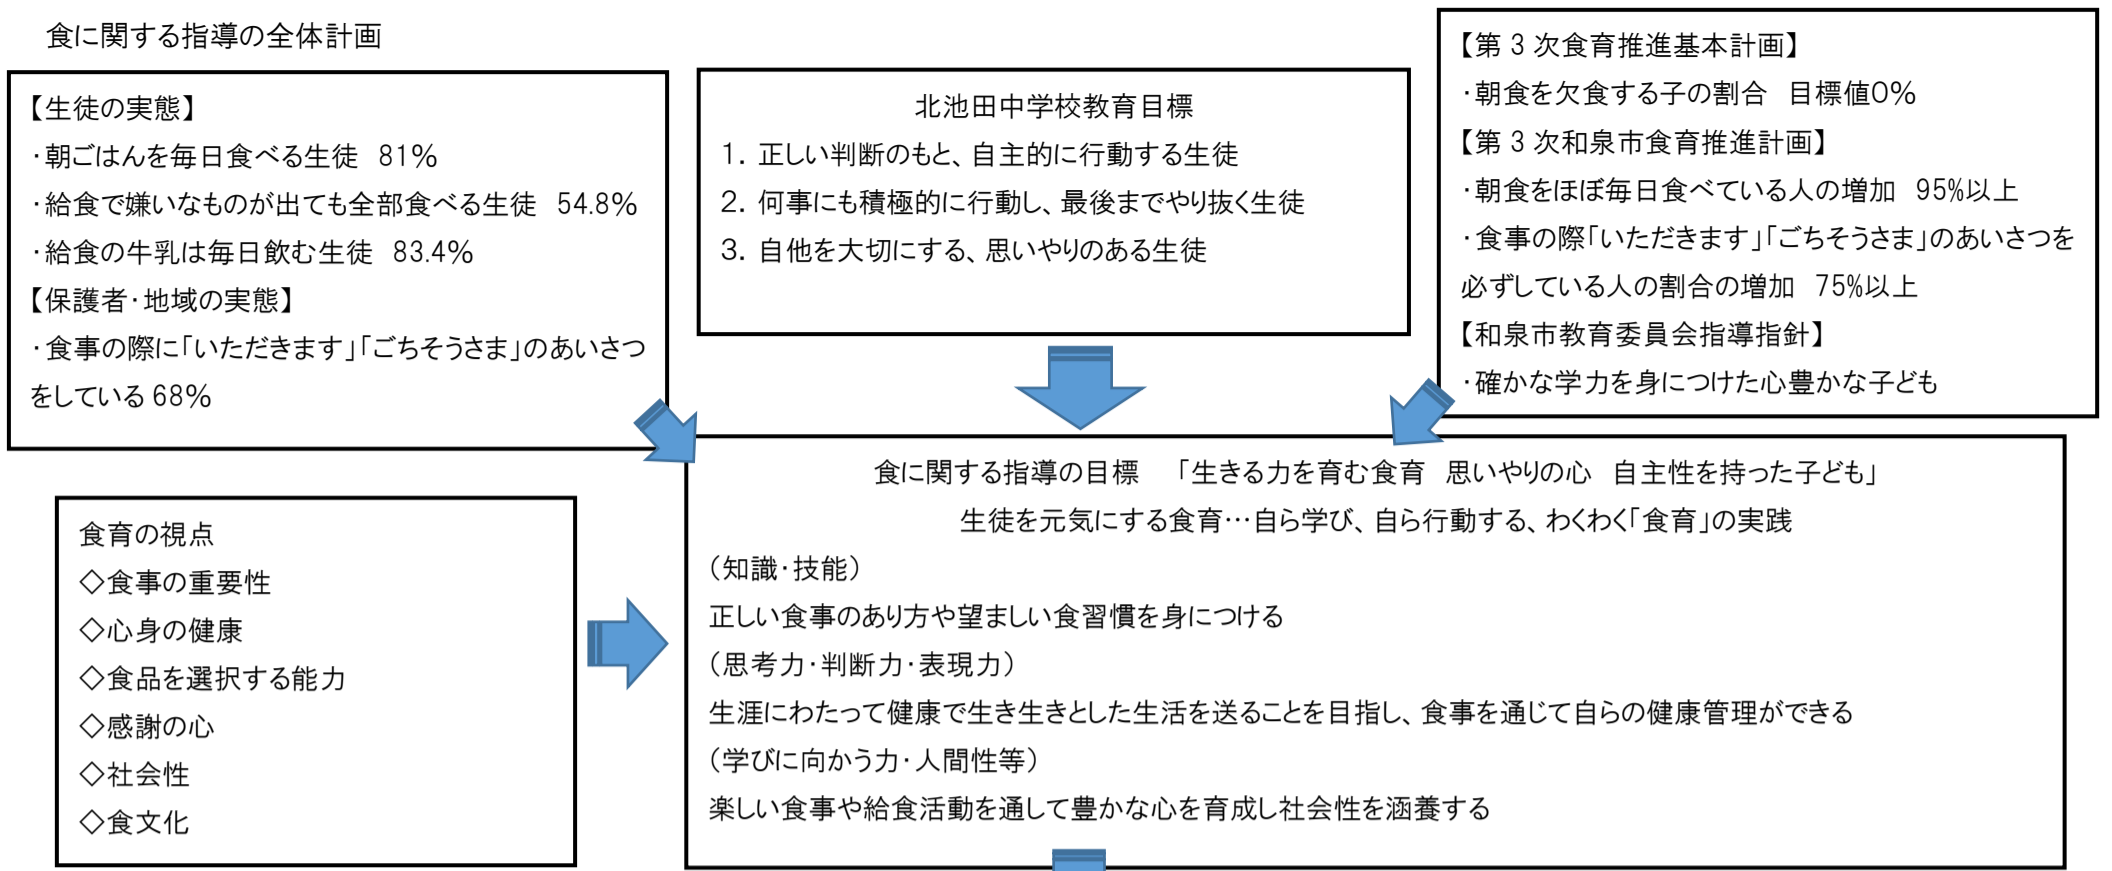 食に関する指導の全体計画
【生徒の実態】
・朝ごはんを毎日食べる生徒　81％
・給食で嫌いなものが出ても全部食べる生徒　54.8％
・給食の牛乳は毎日飲む生徒　83.4％
【保護者・地域の実態】
・食事の際に「いただきます」「ごちそうさま」のあいさつ
をしている 68％
北池田中学校教育目標
1．正しい判断のもと、自主的に行動する生徒
2．何事にも積極的に行動し、最後までやり抜く生徒
3．自他を大切にする、思いやりのある生徒
【第 3 次食育推進基本計画】
・朝食を欠食する子の割合　目標値０％
【第 3 次和泉市食育推進計画】
・朝食をほぼ毎日食べている人の増加　95%以上
・食事の際「いただきます」「ごちそうさま」のあいさつを
必ずしている人の割合の増加　75%以上
【和泉市教育委員会指導指針】
・確かな学力を身につけた心豊かな子ども
食育の視点
◇食事の重要性
◇心身の健康
◇食品を選択する能力
◇感謝の心
◇社会性
◇食文化
食に関する指導の目標　「生きる力を育む食育　思いやりの心　自主性を持った子ども」
生徒を元気にする食育…自ら学び、自ら行動する、わくわく「食育」の実践
（知識・技能）
正しい食事のあり方や望ましい食習慣を身につける
（思考力・判断力・表現力）
生涯にわたって健康で生き生きとした生活を送ることを目指し、食事を通じて自らの健康管理ができる
（学びに向かう力・人間性等）
楽しい食事や給食活動を通して豊かな心を育成し社会性を涵養する